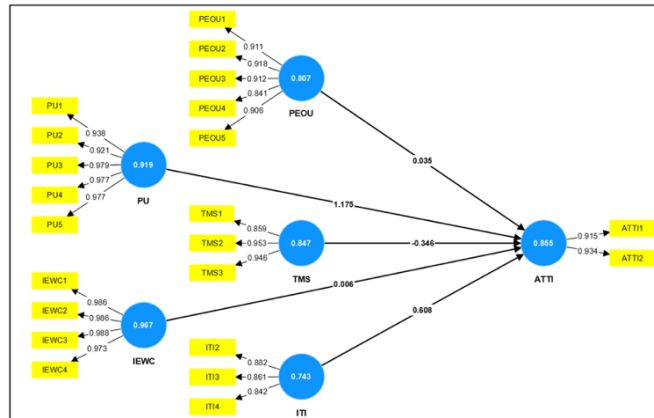 PEOU1
PEOU2
PEOU3
PEOU4
PEOU5
0.911
0.918
0.912
0.841
0.906
0.807
PEOU
PU1
PU2
PU3
PU4
PU5
0.938
0.921
0.979
0.977
0.977
0.919
PU
0.035
1.175
TMS1
TMS2
TMS3
0.859
0.953
0.946
0.847
TMS
-0.346
0.855
ATTI
0.915
0.934
ATTI1
ATTI2
IEWC1
IEWC2
IEWC3
IEWC4
0.986
0.986
0.988
0.973
0.967
IEWC
0.006
0.608
ITI2
ITI3
ITI4
0.882
0.861
0.842
0.743
ITI